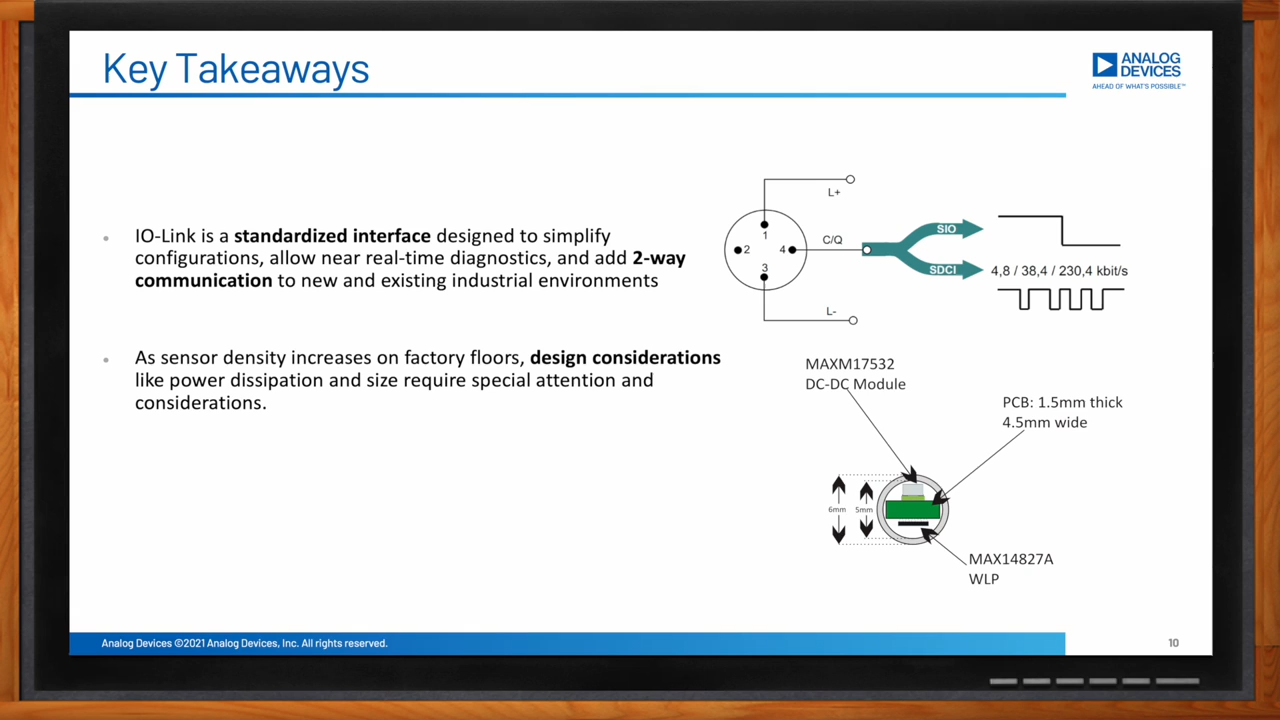 Key Takeaways
ANALOG
DEVICES
AHEAD OF WHAT'S POSSIBLE™
IO-Link is a standardized interface designed to simplify
configurations, allow near real-time diagnostics, and add 2-way
communication to new and existing industrial environments
As sensor density increases on factory floors, design considerations
like power dissipation and size require special attention and
considerations.
L+
1
2
4
3
C/Q
L-
SIO
SDCI
4,8 / 38,4 / 230,4 kbit/s
MAXM17532
DC-DC Module
PCB: 1.5mm thick
4.5mm wide
6mm
5mm
MAX14827A
WLP
Analog Devices ©2021 Analog Devices, Inc. All rights reserved.
10